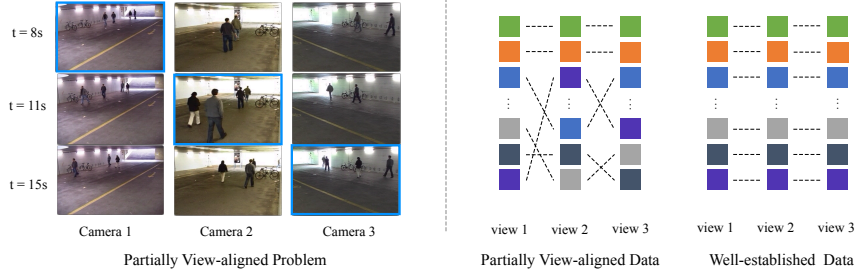 t = 8s
t = 11s
t = 15s
Camera 1 Camera 2 Camera 3
Partially View-aligned Problem
view 1 view 2 view 3
Partially View-aligned Data
view 1 view 2 view 3
Well-established Data